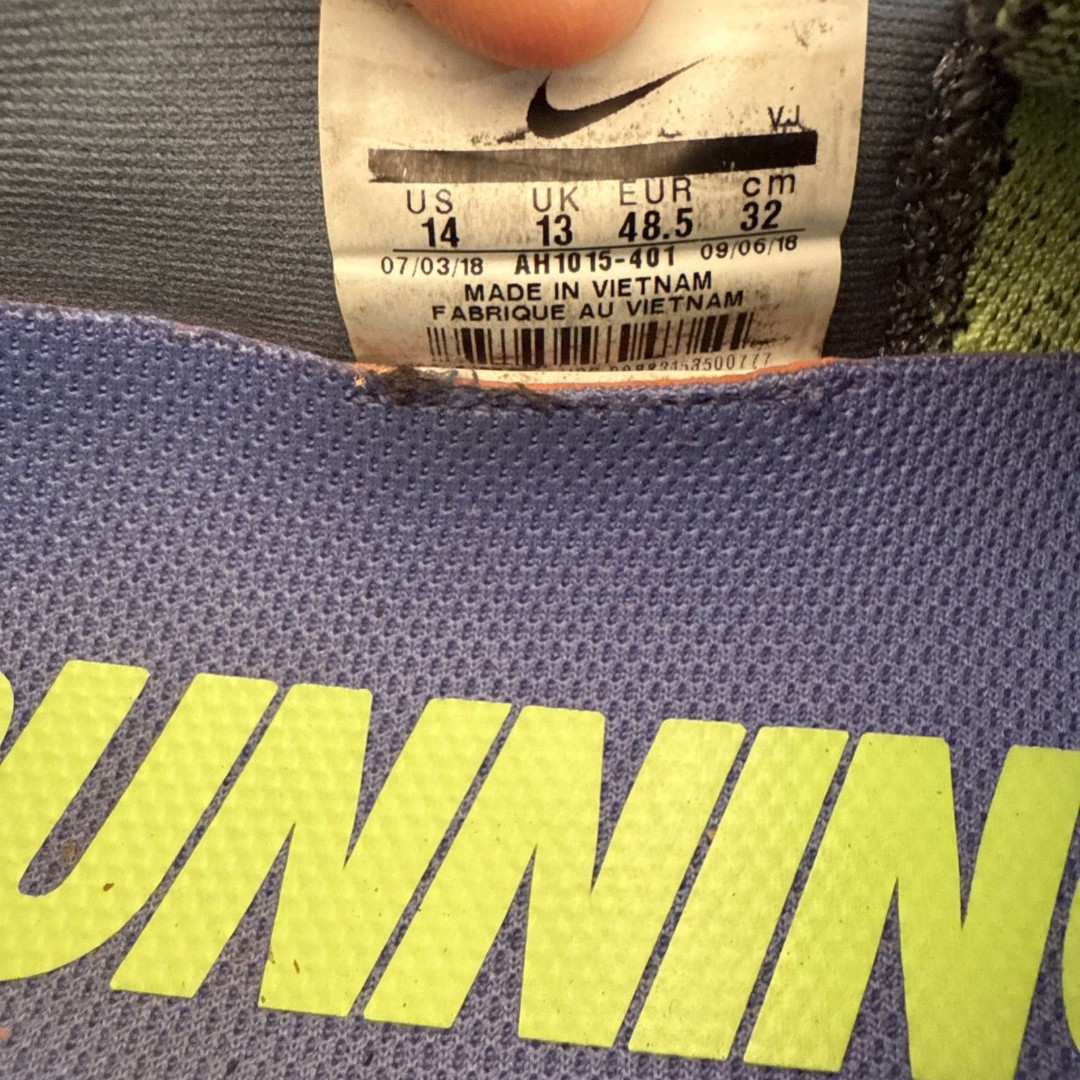 VJ
US UK EUR cm
14 13 48.5 32
07/03/18 AH1015-401 09/06/18
MADE IN VIETNAM
FABRIQUE AU VIETNAM
UNNING